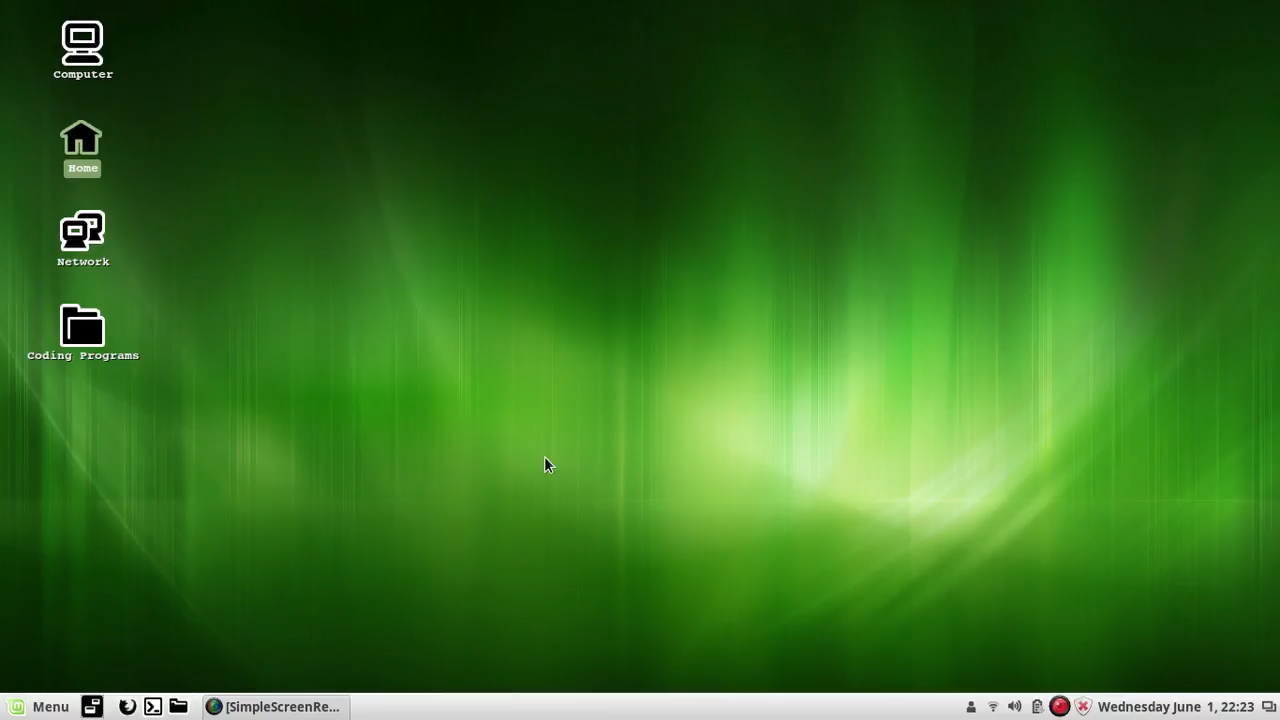 Computer
Home
Network
Coding Programs
Menu
[SimpleScreenRe...
Wednesday June 1, 22:23